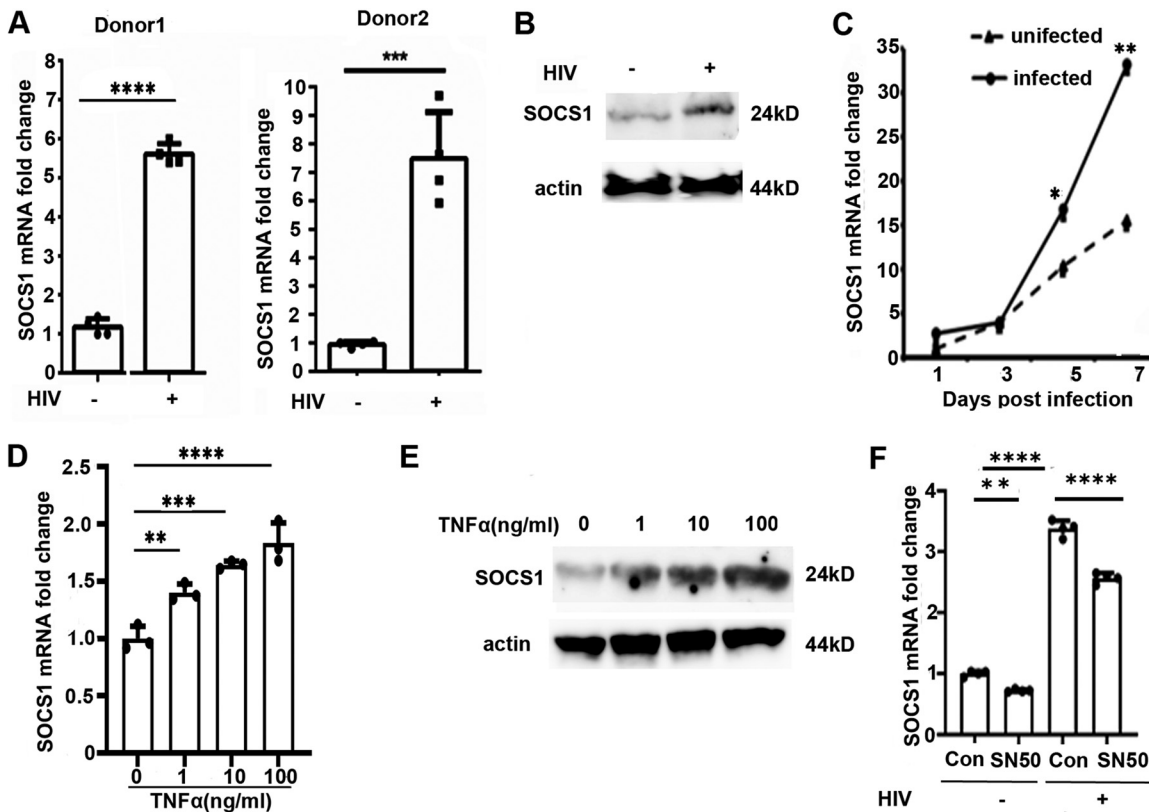 A
Donor1
SOCS1 mRNA fold change
8
7
6
5
4
3
2
1
0
****
HIV - +
Donor2
SOCS1 mRNA fold change
10
9
8
7
6
5
4
3
2
1
0
***
HIV - +
B
HIV - +
SOCS1 24kD
actin 44kD
C
SOCS1 mRNA fold change
35
30
25
20
15
10
5
0
unifected
infected
*
**
1 3 5 7
Days post infection
D
SOCS1 mRNA fold change
2.5
2.0
1.5
1.0
0.5
0
****
***
**
0 1 10 100
TNFα(ng/ml)
E
TNFα(ng/ml) 0 1 10 100
SOCS1 24kD
actin 44kD
F
SOCS1 mRNA fold change
4
3
2
1
0
****
** ****
Con SN50 Con SN50
HIV - +